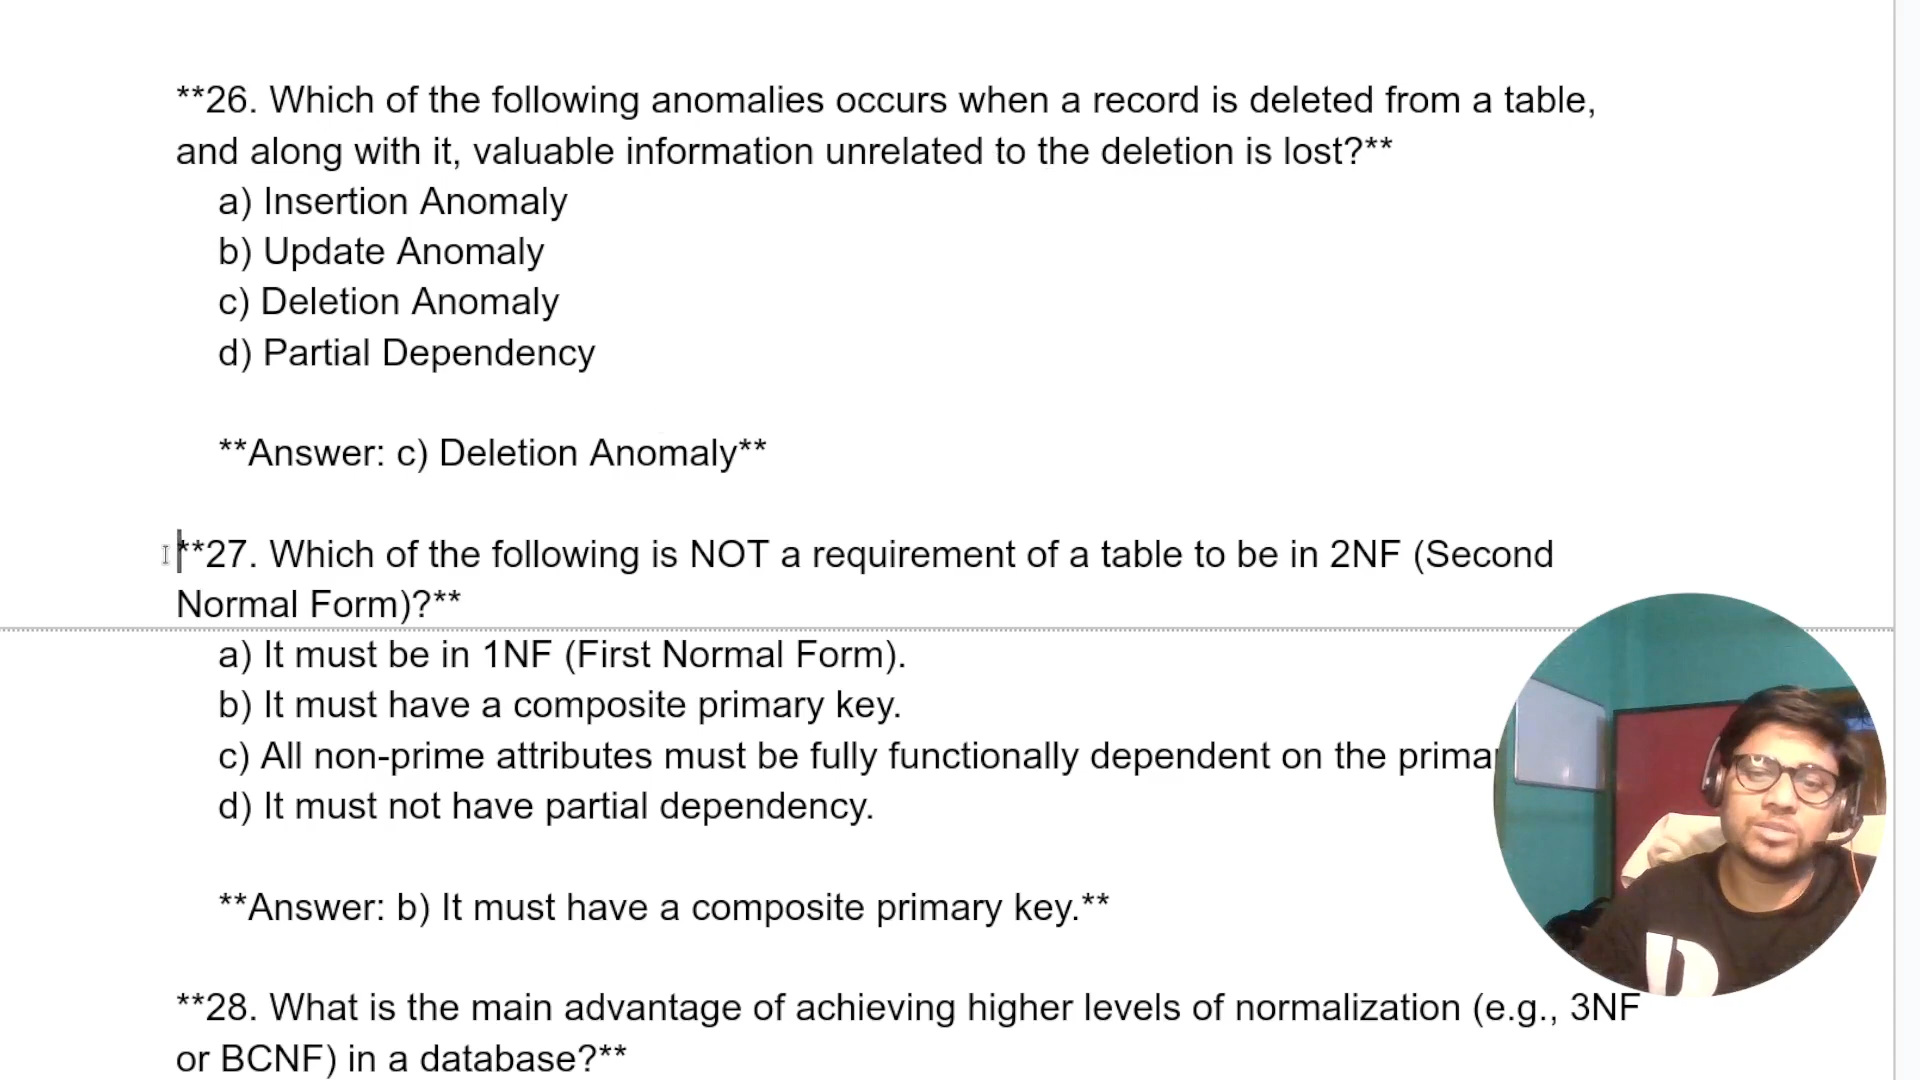 **26. Which of the following anomalies occurs when a record is deleted from a table,
and along with it, valuable information unrelated to the deletion is lost?**
a) Insertion Anomaly
b) Update Anomaly
c) Deletion Anomaly
d) Partial Dependency
**Answer: c) Deletion Anomaly**
**27. Which of the following is NOT a requirement of a table to be in 2NF (Second
Normal Form)?**
a) It must be in 1NF (First Normal Form).
b) It must have a composite primary key.
c) All non-prime attributes must be fully functionally dependent on the prima
d) It must not have partial dependency.
**Answer: b) It must have a composite primary key.**
**28. What is the main advantage of achieving higher levels of normalization (e.g., 3NF
or BCNF) in a database?**